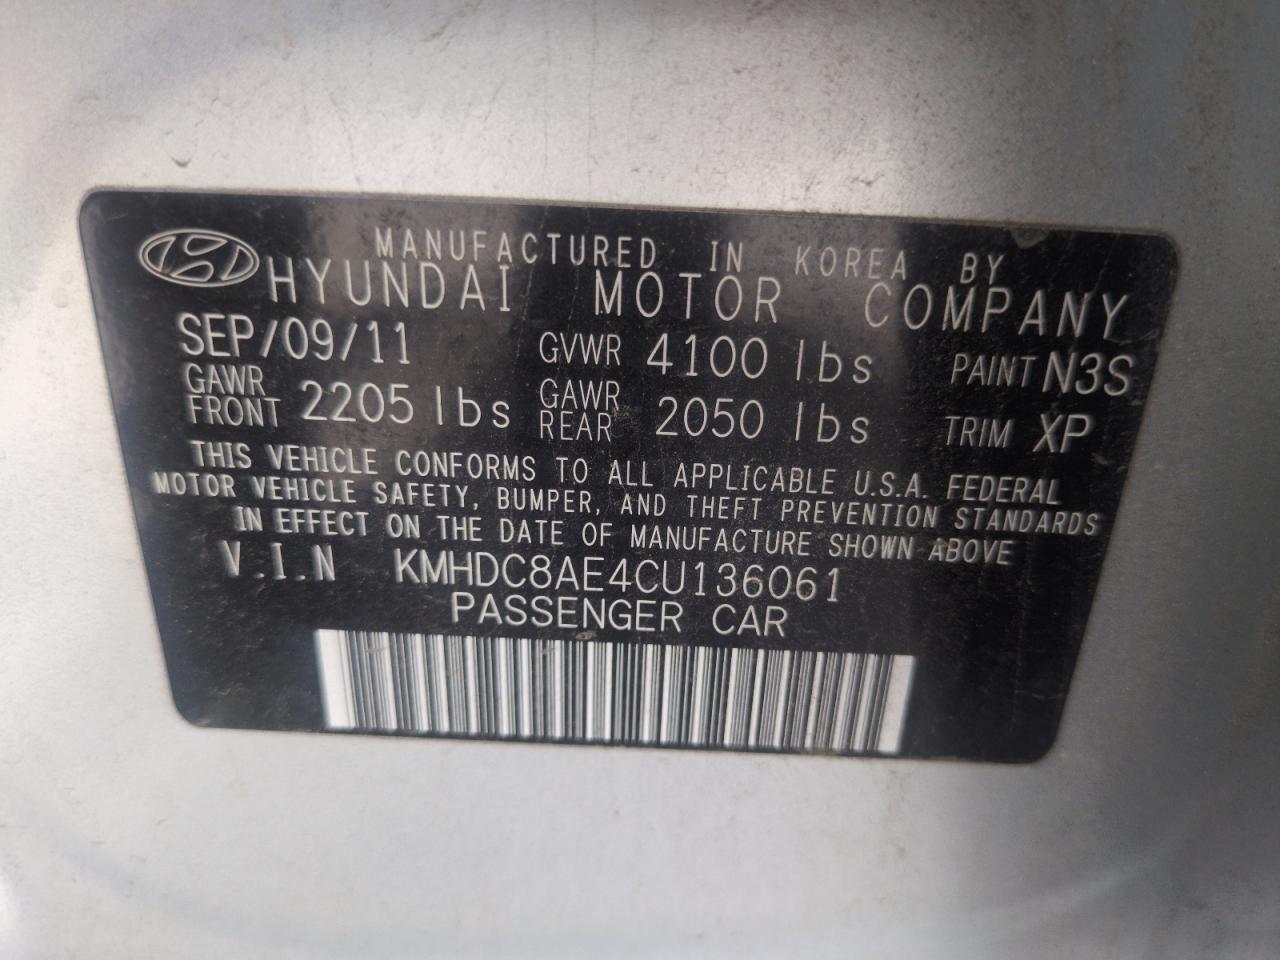 MANUFACTURED IN KOREA BY
HYUNDAI MOTOR COMPANY
SEP/09/11 GVWR 4100 lbs PAINT N3S
GAWR FRONT 2205 lbs GAWR REAR 2050 lbs TRIM XP
THIS VEHICLE CONFORMS TO ALL APPLICABLE U.S.A. FEDERAL
MOTOR VEHICLE SAFETY, BUMPER, AND THEFT PREVENTION STANDARDS
IN EFFECT ON THE DATE OF MANUFACTURE SHOWN ABOVE
V.I.N KMHDC8AE4CU136061
PASSENGER CAR